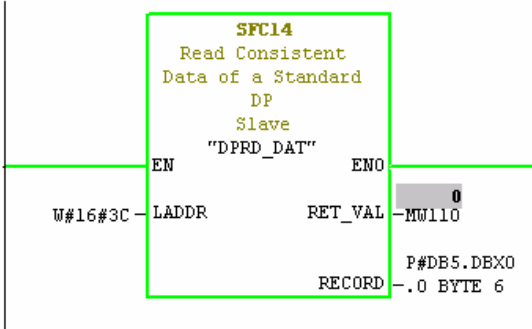 SFC14
Read Consistent
Data of a Standard
DP
Slave
"DPRD_DAT"
EN ENO
0
W#16#3C LADDR RET_VAL MW110
P#DB5.DBX0
RECORD .0 BYTE 6